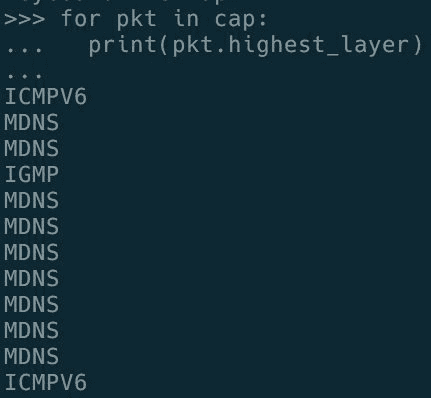 >>> for pkt in cap:
...   print(pkt.highest_layer)
...
ICMPV6
MDNS
MDNS
IGMP
MDNS
MDNS
MDNS
MDNS
MDNS
MDNS
MDNS
ICMPV6